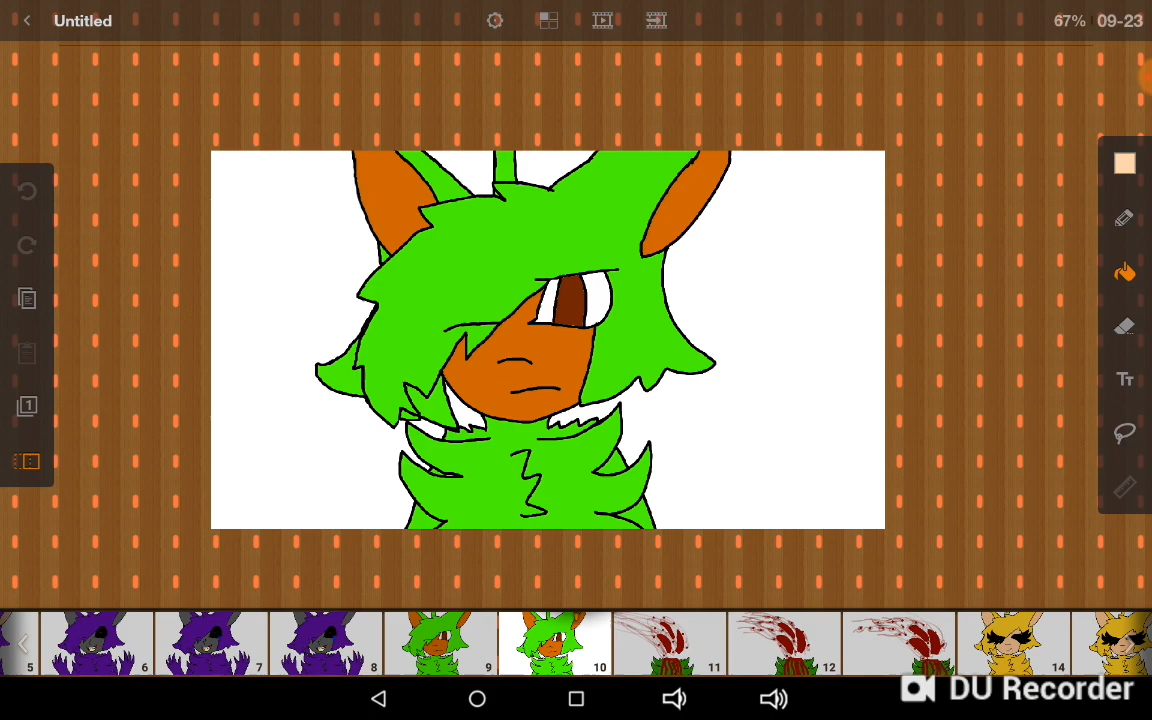 Untitled
67% 09-23
1
Tт
5 6 7 8 9 10 11 12 14
DU Recorder